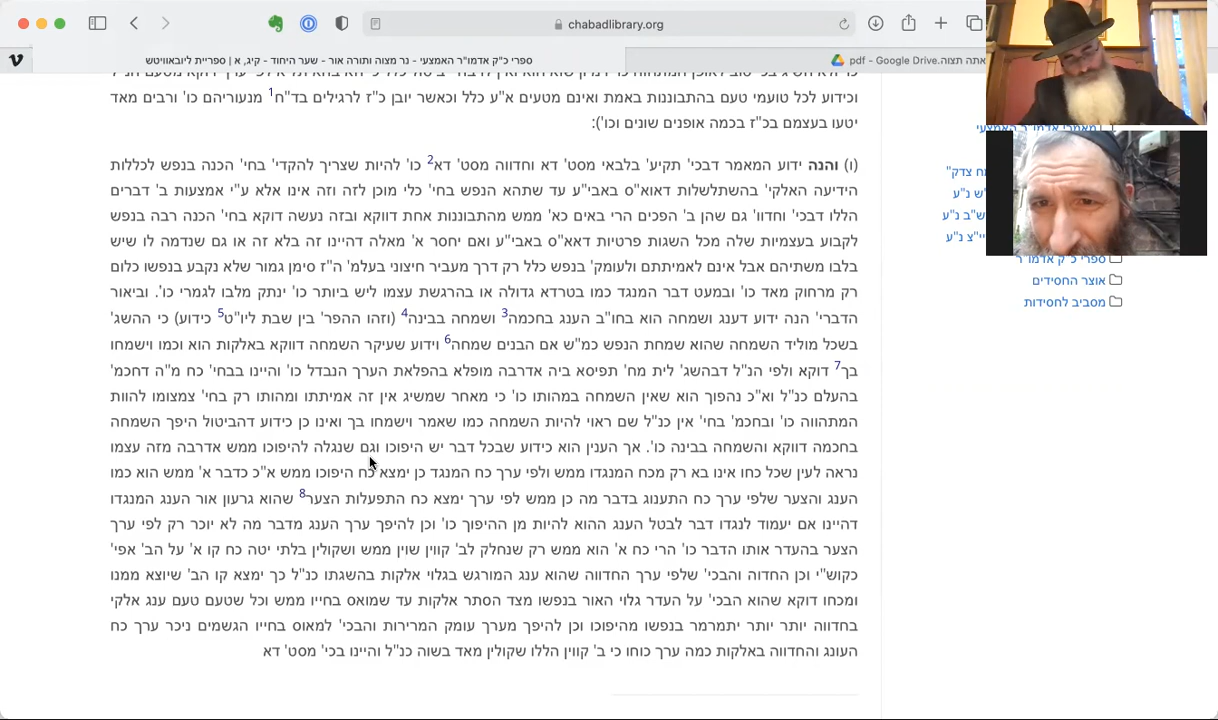 chabadlibrary.org
ספרי כ"ק אדמו"ר האמצעי - נר מצוה ותורה אור - שער היחוד - קיג, א | ספריית ליובאוויטש
אתה תצוה.pdf - Google Drive
וכידוע לכל טועמי טעם בהתבוננות באמת ואינם מטעים א"ע כלל וכאשר יובן כ"ז לרגילים בד"ח1 מנעוריהם כו' ורבים מאד
יטעו בעצמם בכ"ז בכמה אופנים שונים וכו'):
(ו) והנה ידוע המאמר דבכי' תקיע' בלבאי מסט' דא וחדווה מסט' דא2 כו' להיות שצריך להקדי' בחי' הכנה בנפש לכללות
הידיעה האלקי' בהשתלשלות דאוא"ס באבי"ע עד שתהא הנפש בחי' כלי מוכן לזה וזה אינו אלא ע"י אמצעות ב' דברים
הללו דבכי' וחדוו' גם שהן ב' הפכים הרי באים כא' ממש מהתבוננות אחת דווקא ובזה נעשה דוקא בחי' הכנה רבה בנפש
לקבוע בעצמיות שלה מכל השגות פרטיות דאא"ס באבי"ע ואם יחסר א' מאלה דהיינו זה בלא זה או גם שנדמה לו שיש
בלבו משתיהם אבל אינם לאמיתתם ולעומק' בנפש כלל רק דרך מעביר חיצוני בעלמ' ה"ז סימן גמור שלא נקבע בנפשו כלום
רק מרחוק מאד כו' ובמעט דבר המנגד כמו בטרדא גדולה או בהרגשת עצמו ליש ביותר כו' ינתק מלבו לגמרי כו'. וביאור
הדברי' הנה ידוע דענג ושמחה הוא בחו"ב הענג בחכמה3 ושמחה בבינה4 (וזהו ההפר' בין שבת ליו"ט5 כידוע) כי ההשג'
בשכל מוליד השמחה שהוא שמחת הנפש כמ"ש אם הבנים שמחה6 וידוע שעיקר השמחה דווקא באלקות הוא וכמו וישמחו
בך7 דוקא ולפי הנ"ל דבהשג' לית מח' תפיסא ביה אדרבה מופלא בהפלאת הערך הנבדל כו' והיינו בבחי' כח מ"ה דחכמ'
בהעלם כנ"ל וא"כ נהפוך הוא שאין השמחה במהותו כו' כי מאחר שמשיג אין זה אמיתתו ומהותו רק בחי' צמצומו להוות
המתהווה כו' ובחכמ' בחי' אין כנ"ל שם ראוי להיות השמחה כמו שאמר וישמחו בך ואינו כן כידוע דהביטול היפך השמחה
בחכמה דווקא והשמחה בבינה כו'. אך הענין הוא כידוע שבכל דבר יש היפוכו וגם שנגלה להיפוכו ממש אדרבה מזה עצמו
נראה לעין שכל כחו אינו בא רק מכח המנגדו ממש ולפי ערך כח המנגד כן ימצא כח היפוכו ממש א"כ כדבר א' ממש הוא כמו
הענג והצער שלפי ערך כח התענוג בדבר מה כן ממש לפי ערך ימצא כח התפעלות הצער8 שהוא גרעון אור הענג המנגדו
דהיינו אם יעמוד לנגדו דבר לבטל הענג ההוא להיות מן ההיפוך כו' וכן להיפך ערך הענג מדבר מה לא יוכר רק לפי ערך
הצער בהעדר אותו הדבר כו' הרי כח א' הוא ממש רק שנחלק לב' קווין שוין ממש ושקולין בלתי יטה כח קו א' על הב' אפי'
כקוש"י וכן החדוה והבכי' שלפי ערך החדווה שהוא ענג המורגש בגלוי אלקות בהשגתו כנ"ל כך ימצא קו הב' שיוצא ממנו
ומכחו דוקא שהוא הבכי' על העדר גלוי האור בנפשו מצד הסתר אלקות עד שמואס בחייו ממש וכל שטעם טעם ענג אלקי
בחדווה יותר יותר יתמרמר בנפשו מהיפוכו וכן להיפך מערך עומק המרירות והבכי' למאוס בחייו הגשמים ניכר ערך כח
העונג והחדווה באלקות כמה ערך כוחו כי ב' קווין הללו שקולין מאד בשוה כנ"ל והיינו בכי' מסט' דא
מח צדק"
"ש נ"ע
ש"ב נ"ע
יי"צ נ"ע
ספרי כ"ק אדמו"ר
אוצר החסידים
מסביב לחסידות